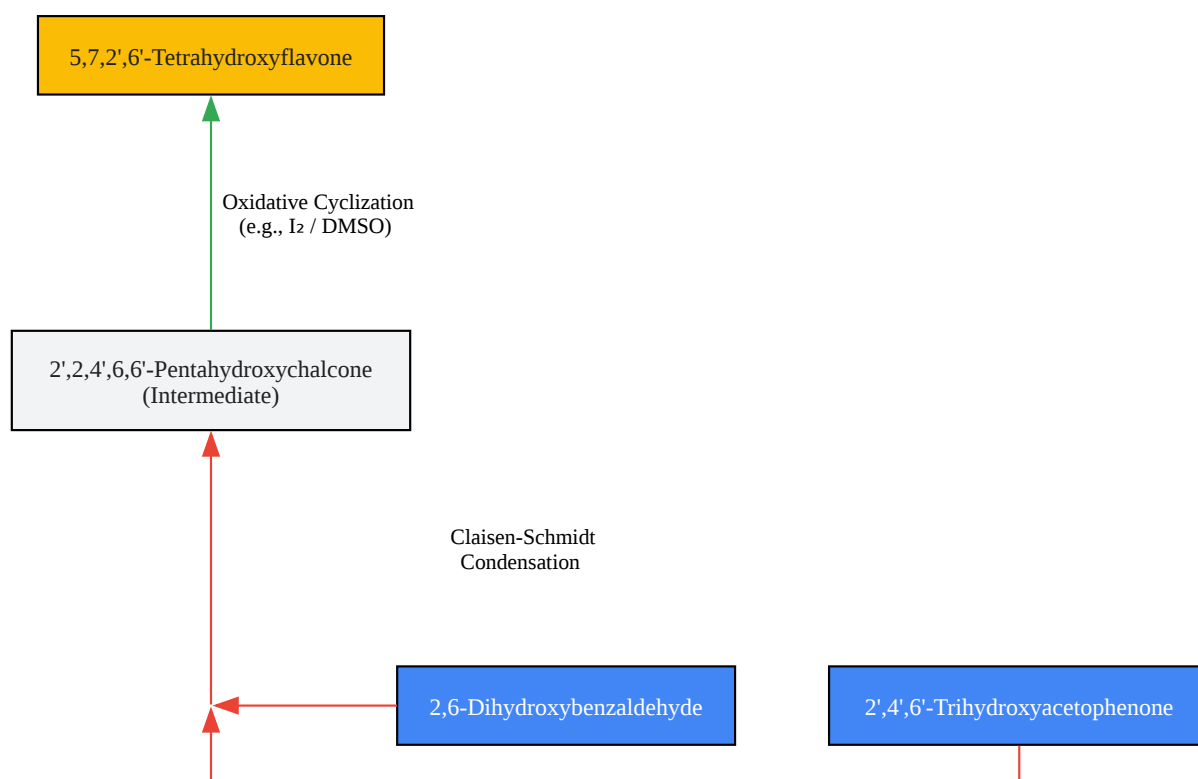 5,7,2',6'-Tetrahydroxyflavone
Oxidative Cyclization
(e.g., I₂ / DMSO)
2',2,4',6,6'-Pentahydroxychalcone
(Intermediate)
Claisen-Schmidt
Condensation
2,6-Dihydroxybenzaldehyde
2',4',6'-Trihydroxyacetophenone